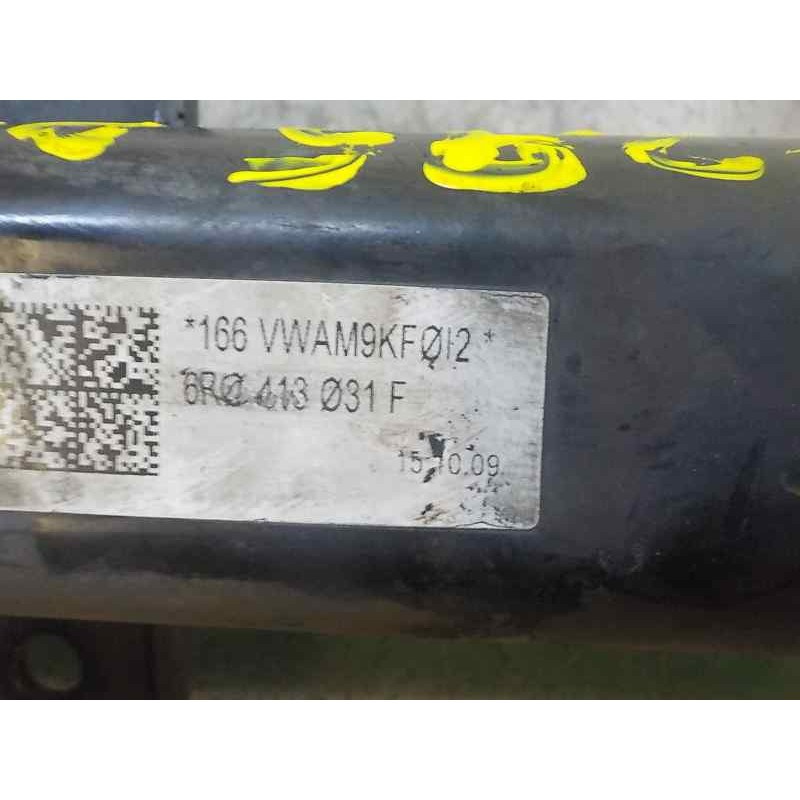 *166 VWAM9KFØI2 *
6RØ 413 Ø31 F
15.10.09